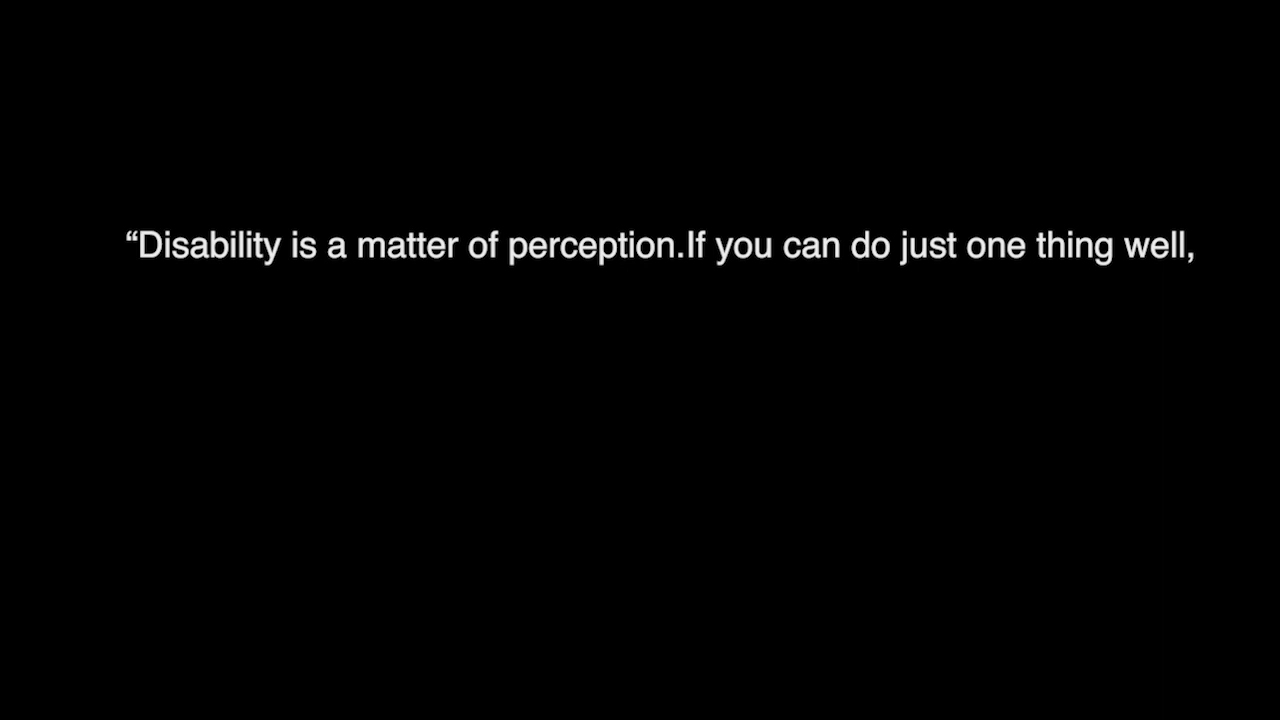 “Disability is a matter of perception.If you can do just one thing well,